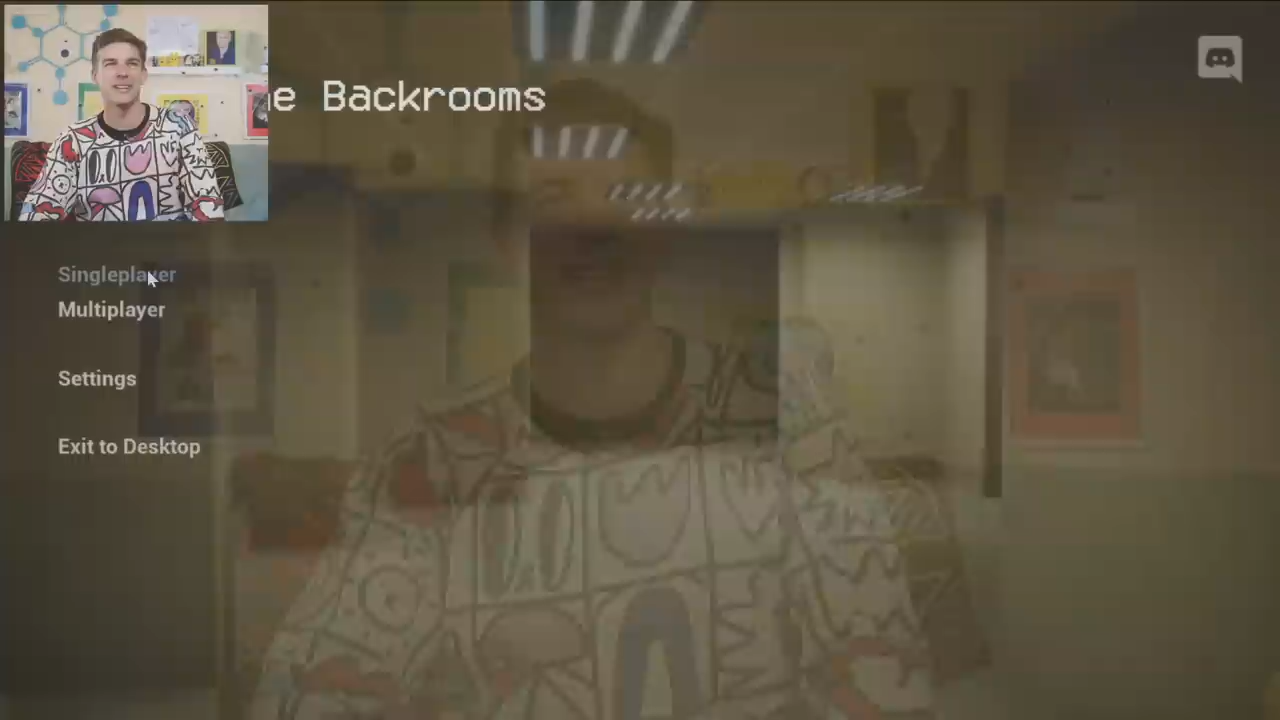 e Backrooms
Singleplayer
Multiplayer
Settings
Exit to Desktop